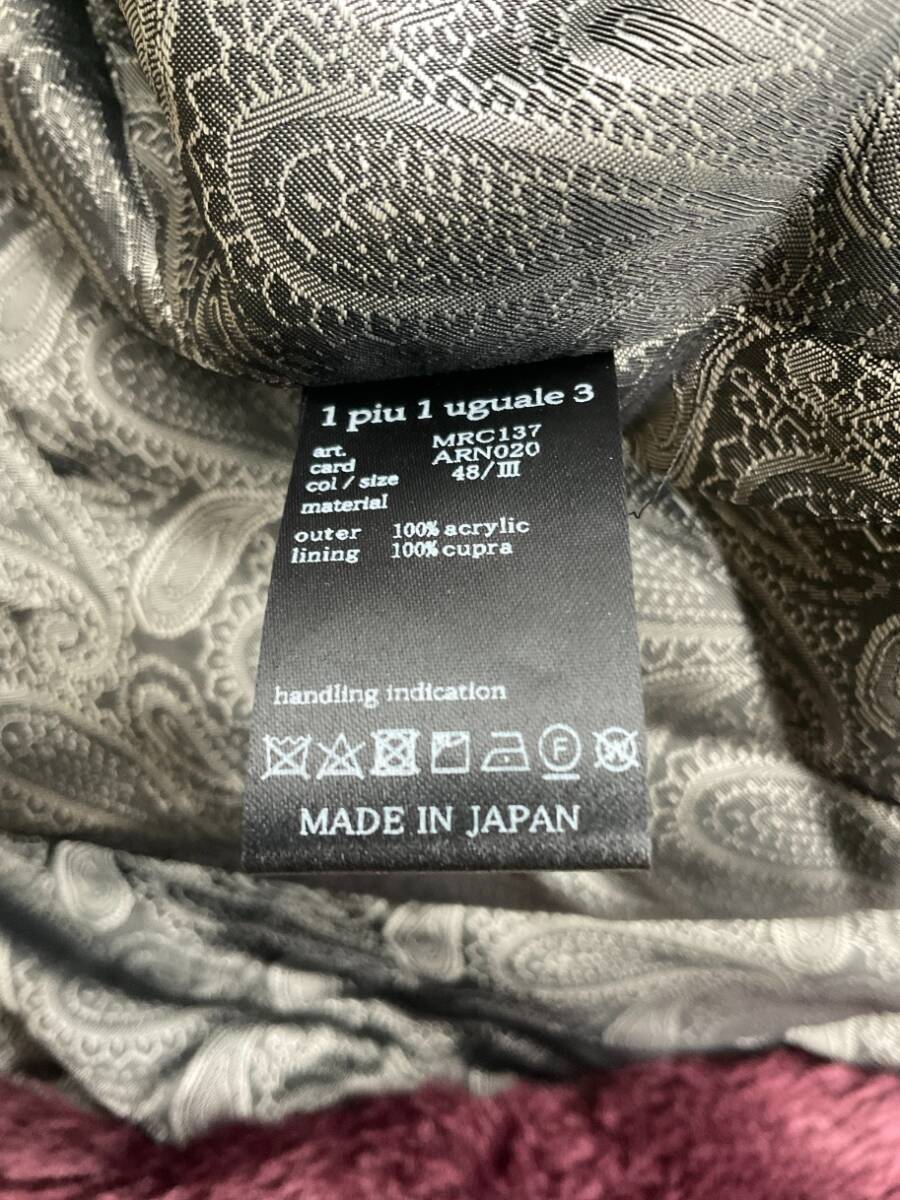 1 piu 1 uguale 3
art. MRC137
card ARN020
col / size 48/III
material
outer 100% acrylic
lining 100% cupra
handling indication
F W
MADE IN JAPAN